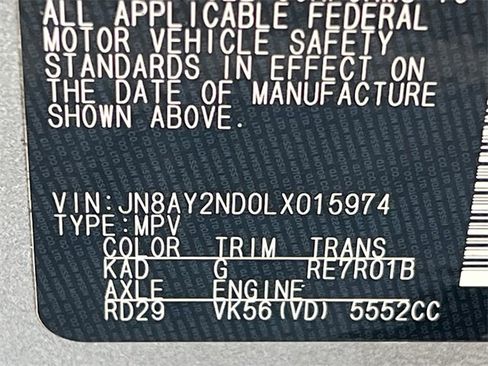 ALL APPLICABLE FEDERAL
MOTOR VEHICLE SAFETY
STANDARDS IN EFFECT ON
THE DATE OF MANUFACTURE
SHOWN ABOVE.
VIN:JN8AY2ND0LX015974
TYPE:MPV
COLOR TRIM TRANS
KAD G RE7R01B
AXLE ENGINE
RD29 VK56(VD) 5552CC